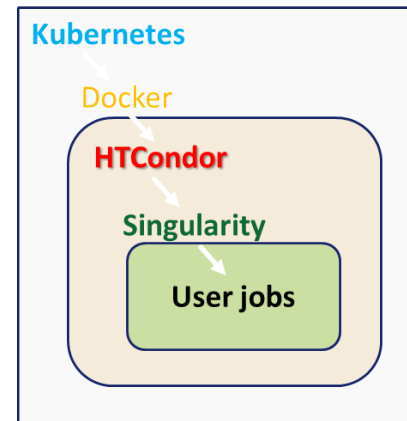 Kubernetes
Docker
HTCondor
Singularity
User jobs